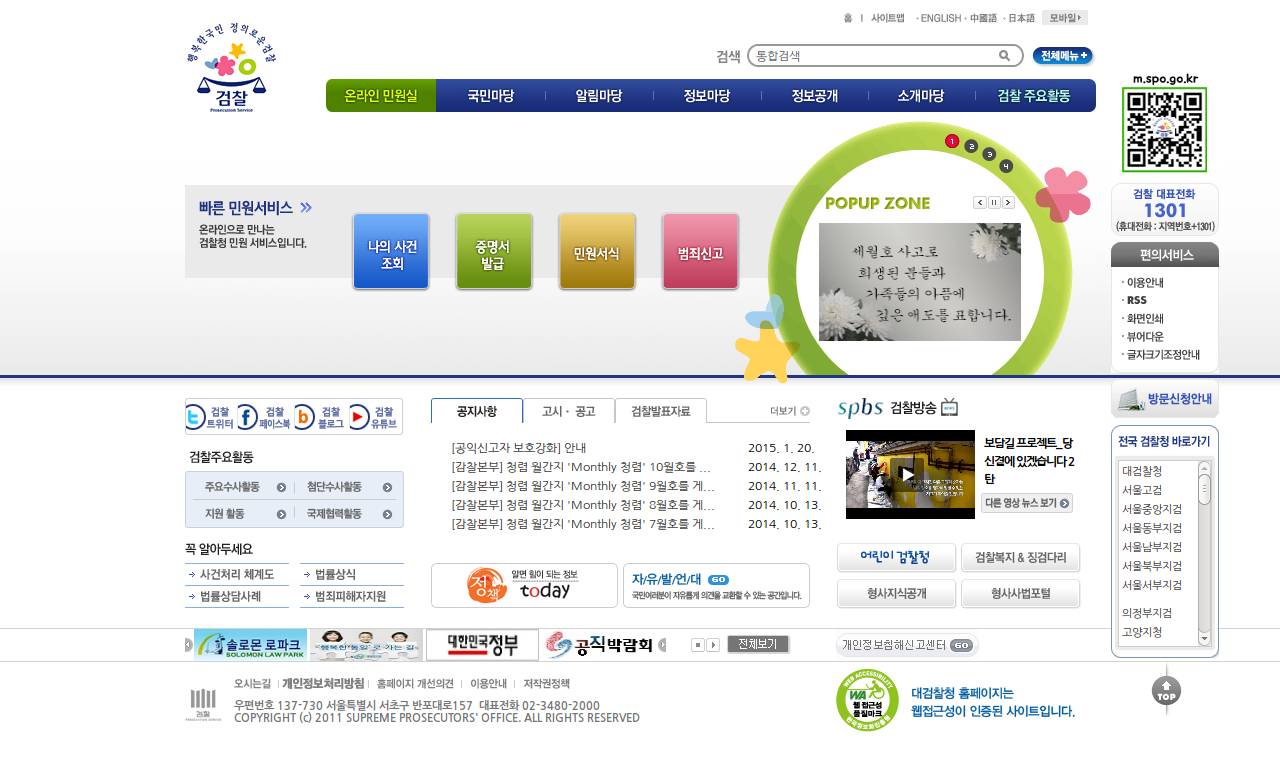 행복한국민 정의로운검찰
검찰
Prosecution Service
홈 | 사이트맵 · ENGLISH · 中國語 · 日本語 모바일
검색 통합검색 전체메뉴 +
온라인 민원실 국민마당 알림마당 정보마당 정보공개 소개마당 검찰 주요활동
m.spo.go.kr
검찰 대표전화
1301
(휴대전화 : 지역번호+1301)
편의서비스
· 이용안내
· RSS
· 화면인쇄
· 뷰어다운
· 글자크기조정안내
방문신청안내
전국 검찰청 바로가기
대검찰청
서울고검
서울중앙지검
서울동부지검
서울남부지검
서울북부지검
서울서부지검
의정부지검
고양지청
TOP
빠른 민원서비스
온라인으로 만나는
검찰청 민원 서비스입니다.
나의 사건
조회
증명서
발급
민원서식
범죄신고
1 2 3 4
POPUP ZONE
세월호 사고로
희생된 분들과
가족들의 아픔에
깊은 애도를 표합니다.
검찰
트위터
검찰
페이스북
검찰
블로그
검찰
유튜브
검찰주요활동
주요수사활동 첨단수사활동
지원 활동 국제협력활동
꼭 알아두세요
사건처리 체계도 법률상식
법률상담사례 범죄피해자지원
공지사항 고시 · 공고 검찰발표자료 더보기
[공익신고자 보호강화] 안내 2015. 1. 20.
[감찰본부] 청렴 월간지 'Monthly 청렴' 10월호를 ... 2014. 12. 11.
[감찰본부] 청렴 월간지 'Monthly 청렴' 9월호를 게... 2014. 11. 11.
[감찰본부] 청렴 월간지 'Monthly 청렴' 8월호를 게... 2014. 10. 13.
[감찰본부] 청렴 월간지 'Monthly 청렴' 7월호를 게... 2014. 10. 13.
정책
알면 힘이 되는 정보
today
자/유/발/언/대 GO
국민여러분이 자유롭게 의견을 교환할 수 있는 공간입니다.
spbs 검찰방송
보담길 프로젝트_당
신곁에 있겠습니다 2
탄
다른 영상 뉴스 보기
어린이 검찰청 검찰복지 & 징검다리
형사지식공개 형사사법포털
솔로몬 로파크
SOLOMON LAW PARK
대한민국정부
공직박람회
전체보기
개인정보침해신고센터 GO
오시는길 | 개인정보처리방침 | 홈페이지 개선의견 | 이용안내 | 저작권정책
검찰
우편번호 137-730 서울특별시 서초구 반포대로157 대표전화 02-3480-2000
COPYRIGHT (c) 2011 SUPREME PROSECUTORS' OFFICE. ALL RIGHTS RESERVED
WEB ACCESSIBILITY
WA
웹 접근성
품질마크
대검찰청 홈페이지는
웹접근성이 인증된 사이트입니다.